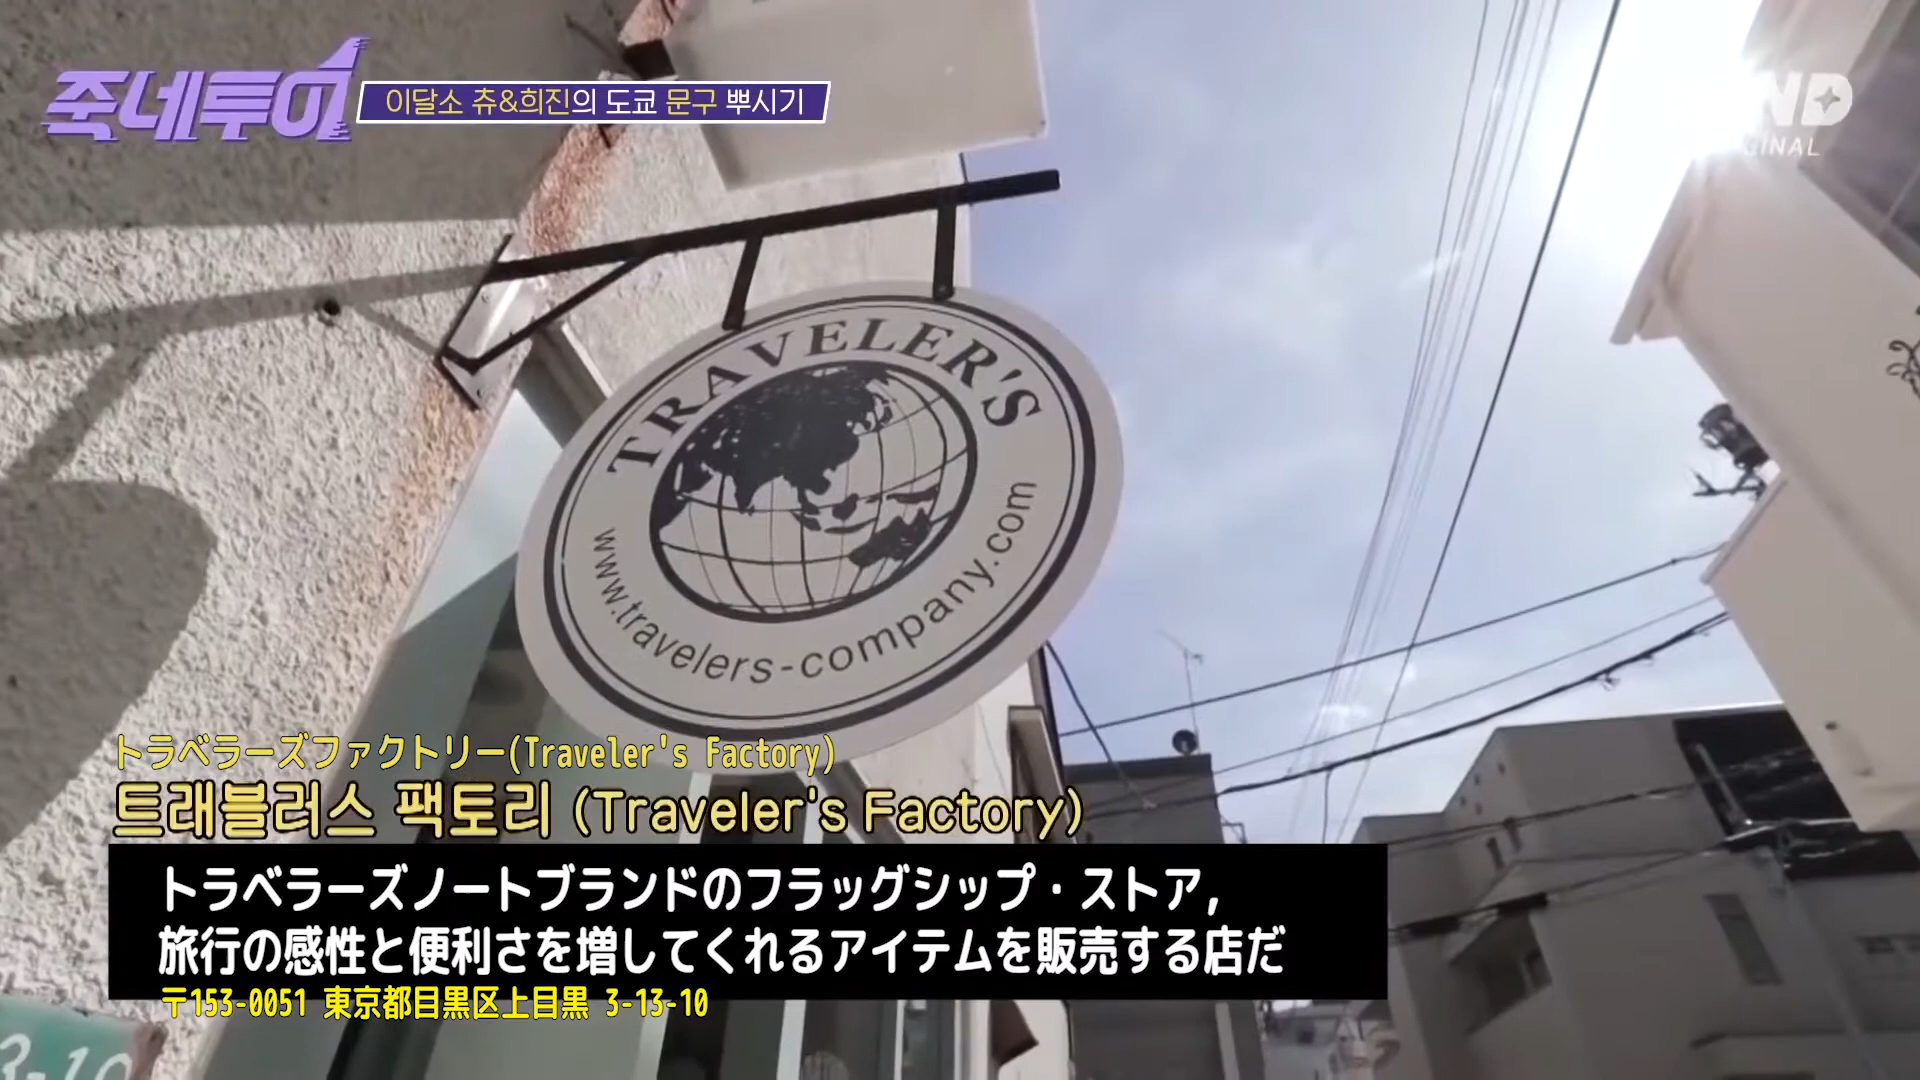 죽네투어
이달소 츄&희진의 도쿄 문구 뿌시기
TRAVELER'S
www.travelers-company.com
トラベラーズファクトリー(Traveler's Factory)
트래블러스 팩토리 (Traveler's Factory)
トラベラーズノートブランドのフラッグシップ・ストア,
旅行の感性と便利さを増してくれるアイテムを販売する店だ
〒153-0051 東京都目黒区上目黒 3-13-10
3-10